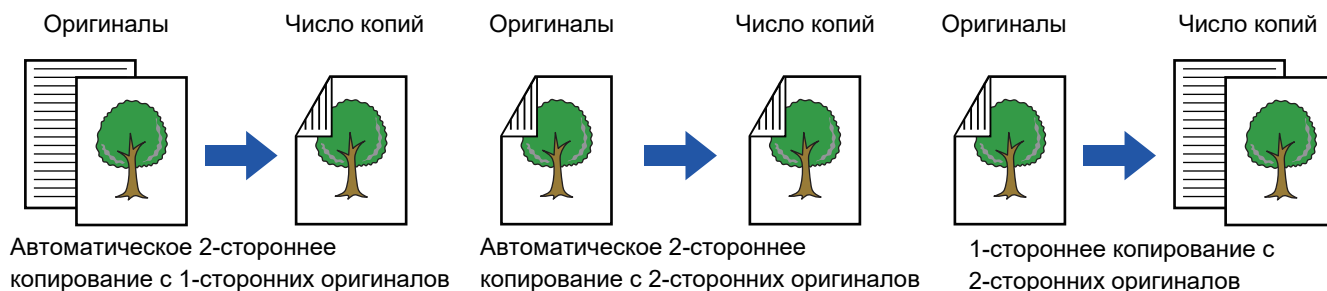 Оригиналы
Число копий
Оригиналы
Число копий
Оригиналы
Число копий
Автоматическое 2-стороннее
копирование с 1-сторонних оригиналов
Автоматическое 2-стороннее
копирование с 2-сторонних оригиналов
1-стороннее копирование с
2-сторонних оригиналов